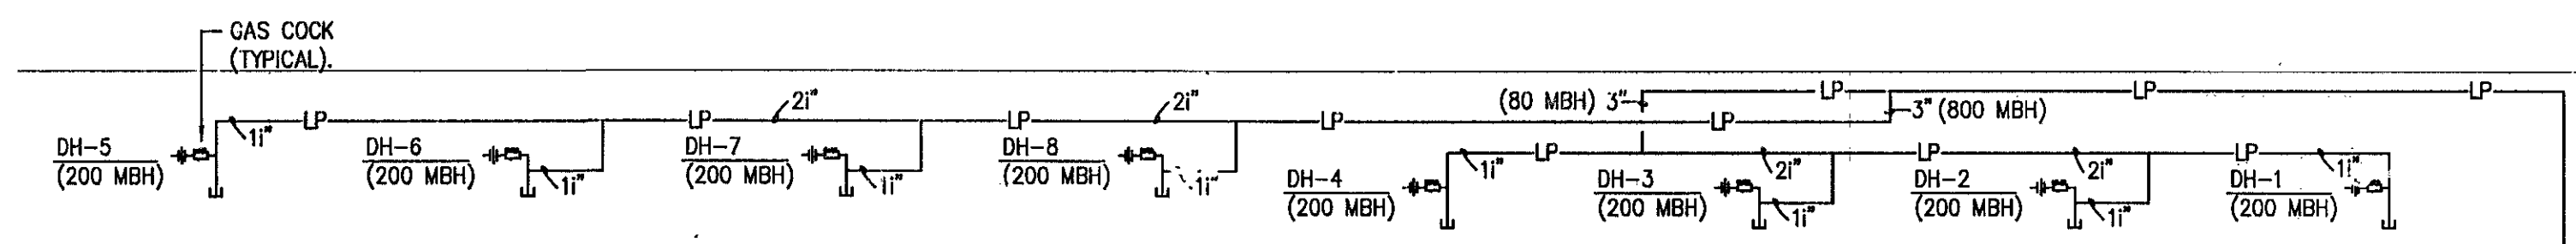 GAS COCK
(TYPICAL).
LP LP LP
(80 MBH) 3" 3" (800 MBH)
2i" 2i"
LP LP LP LP LP
1i"
DH-5
(200 MBH)
DH-6
(200 MBH)
1i"
DH-7
(200 MBH)
1i"
DH-8
(200 MBH)
1i"
1i" LP 2i" LP 2i" LP 1i"
DH-4
(200 MBH)
DH-3
(200 MBH)
1i"
DH-2
(200 MBH)
1i"
DH-1
(200 MBH)